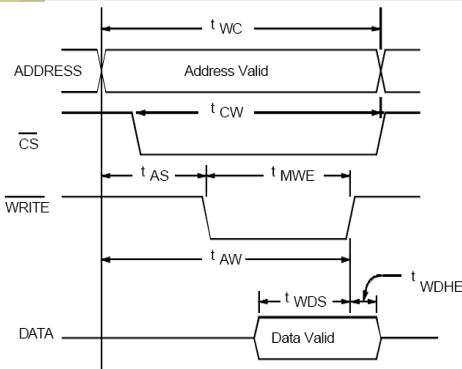 t WC
ADDRESS Address Valid
t CW
CS
t AS t MWE
WRITE
t AW
t WDHE
t WDS
DATA Data Valid